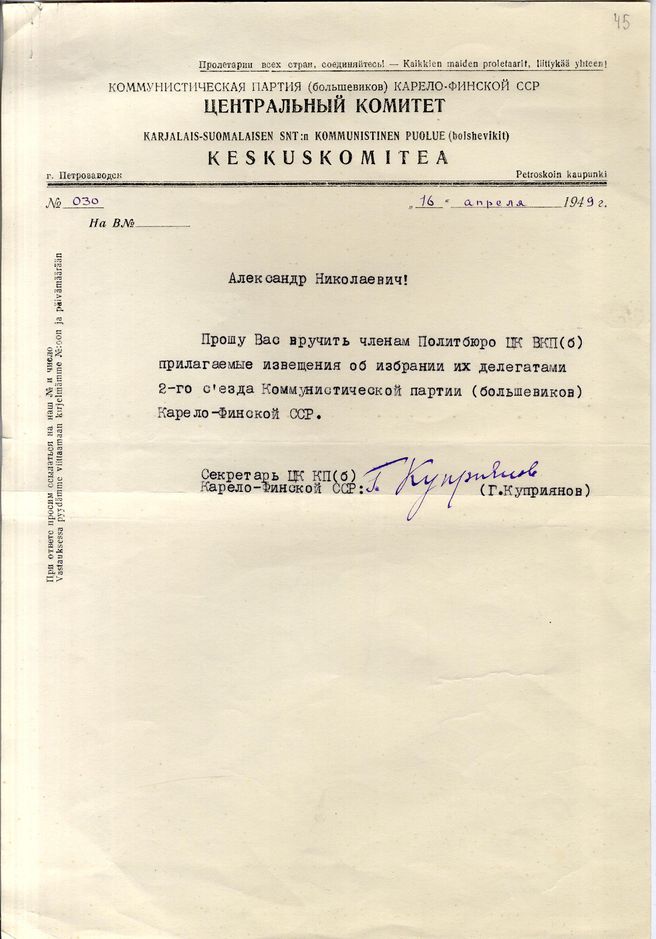 45
Пролетарии всех стран, соединяйтесь! — Kaikkien maiden proletaarit, liittykää yhteen!
КОММУНИСТИЧЕСКАЯ ПАРТИЯ (большевиков) КАРЕЛО-ФИНСКОЙ ССР
ЦЕНТРАЛЬНЫЙ КОМИТЕТ
KARJALAIS-SUOMALAISEN SNT:n KOMMUNISTINEN PUOLUE (bolshevikit)
KESKUSKOMITEA
г. Петрозаводск Petroskoin kaupunki
№ 030 „16" апреля 1949 г.
На В№
При ответе просим ссылаться на наш № и число
Vastauksessa pyydämme viittaamaan kirjelmämme №:oon ja päivämäärään
Александр Николаевич!
Прошу Вас вручить членам Политбюро ЦК ВКП(б)
прилагаемые извещения об избрании их делегатами
2-го с'езда Коммунистической партии (большевиков)
Карело-Финской ССР.
Секретарь ЦК КП(б)
Карело-Финской ССР: Г. Куприянов (Г.Куприянов)